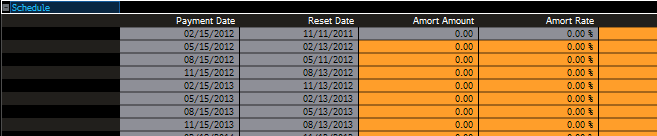 Schedule
Payment Date Reset Date Amort Amount Amort Rate
02/15/2012 11/11/2011 0.00 0.00 %
05/15/2012 02/13/2012 0.00 0.00 %
08/15/2012 05/11/2012 0.00 0.00 %
11/15/2012 08/13/2012 0.00 0.00 %
02/15/2013 11/13/2012 0.00 0.00 %
05/15/2013 02/13/2013 0.00 0.00 %
08/15/2013 05/13/2013 0.00 0.00 %
11/15/2013 08/13/2013 0.00 0.00 %